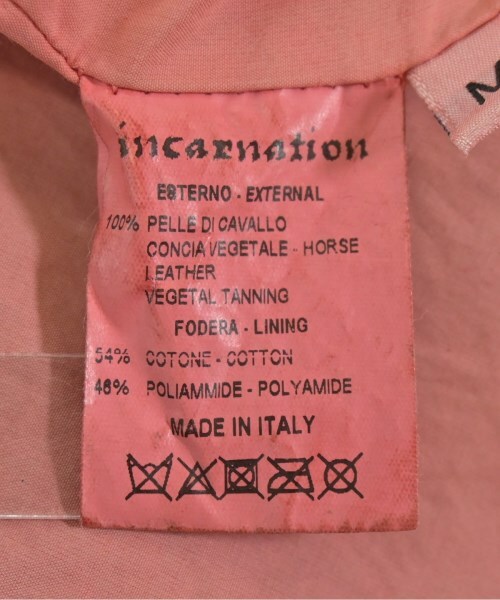 incarnation
ESTERNO - EXTERNAL
100% PELLE DI CAVALLO
CONCIA VEGETALE - HORSE
LEATHER
VEGETAL TANNING
FODERA - LINING
54% COTONE - COTTON
46% POLIAMMIDE - POLYAMIDE
MADE IN ITALY
M